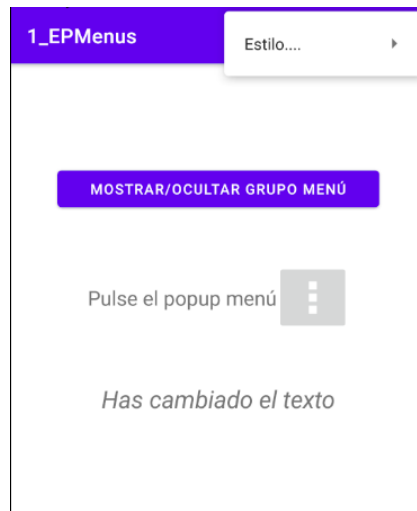 1_EPMenus
Estilo....
MOSTRAR/OCULTAR GRUPO MENÚ
Pulse el popup menú
Has cambiado el texto